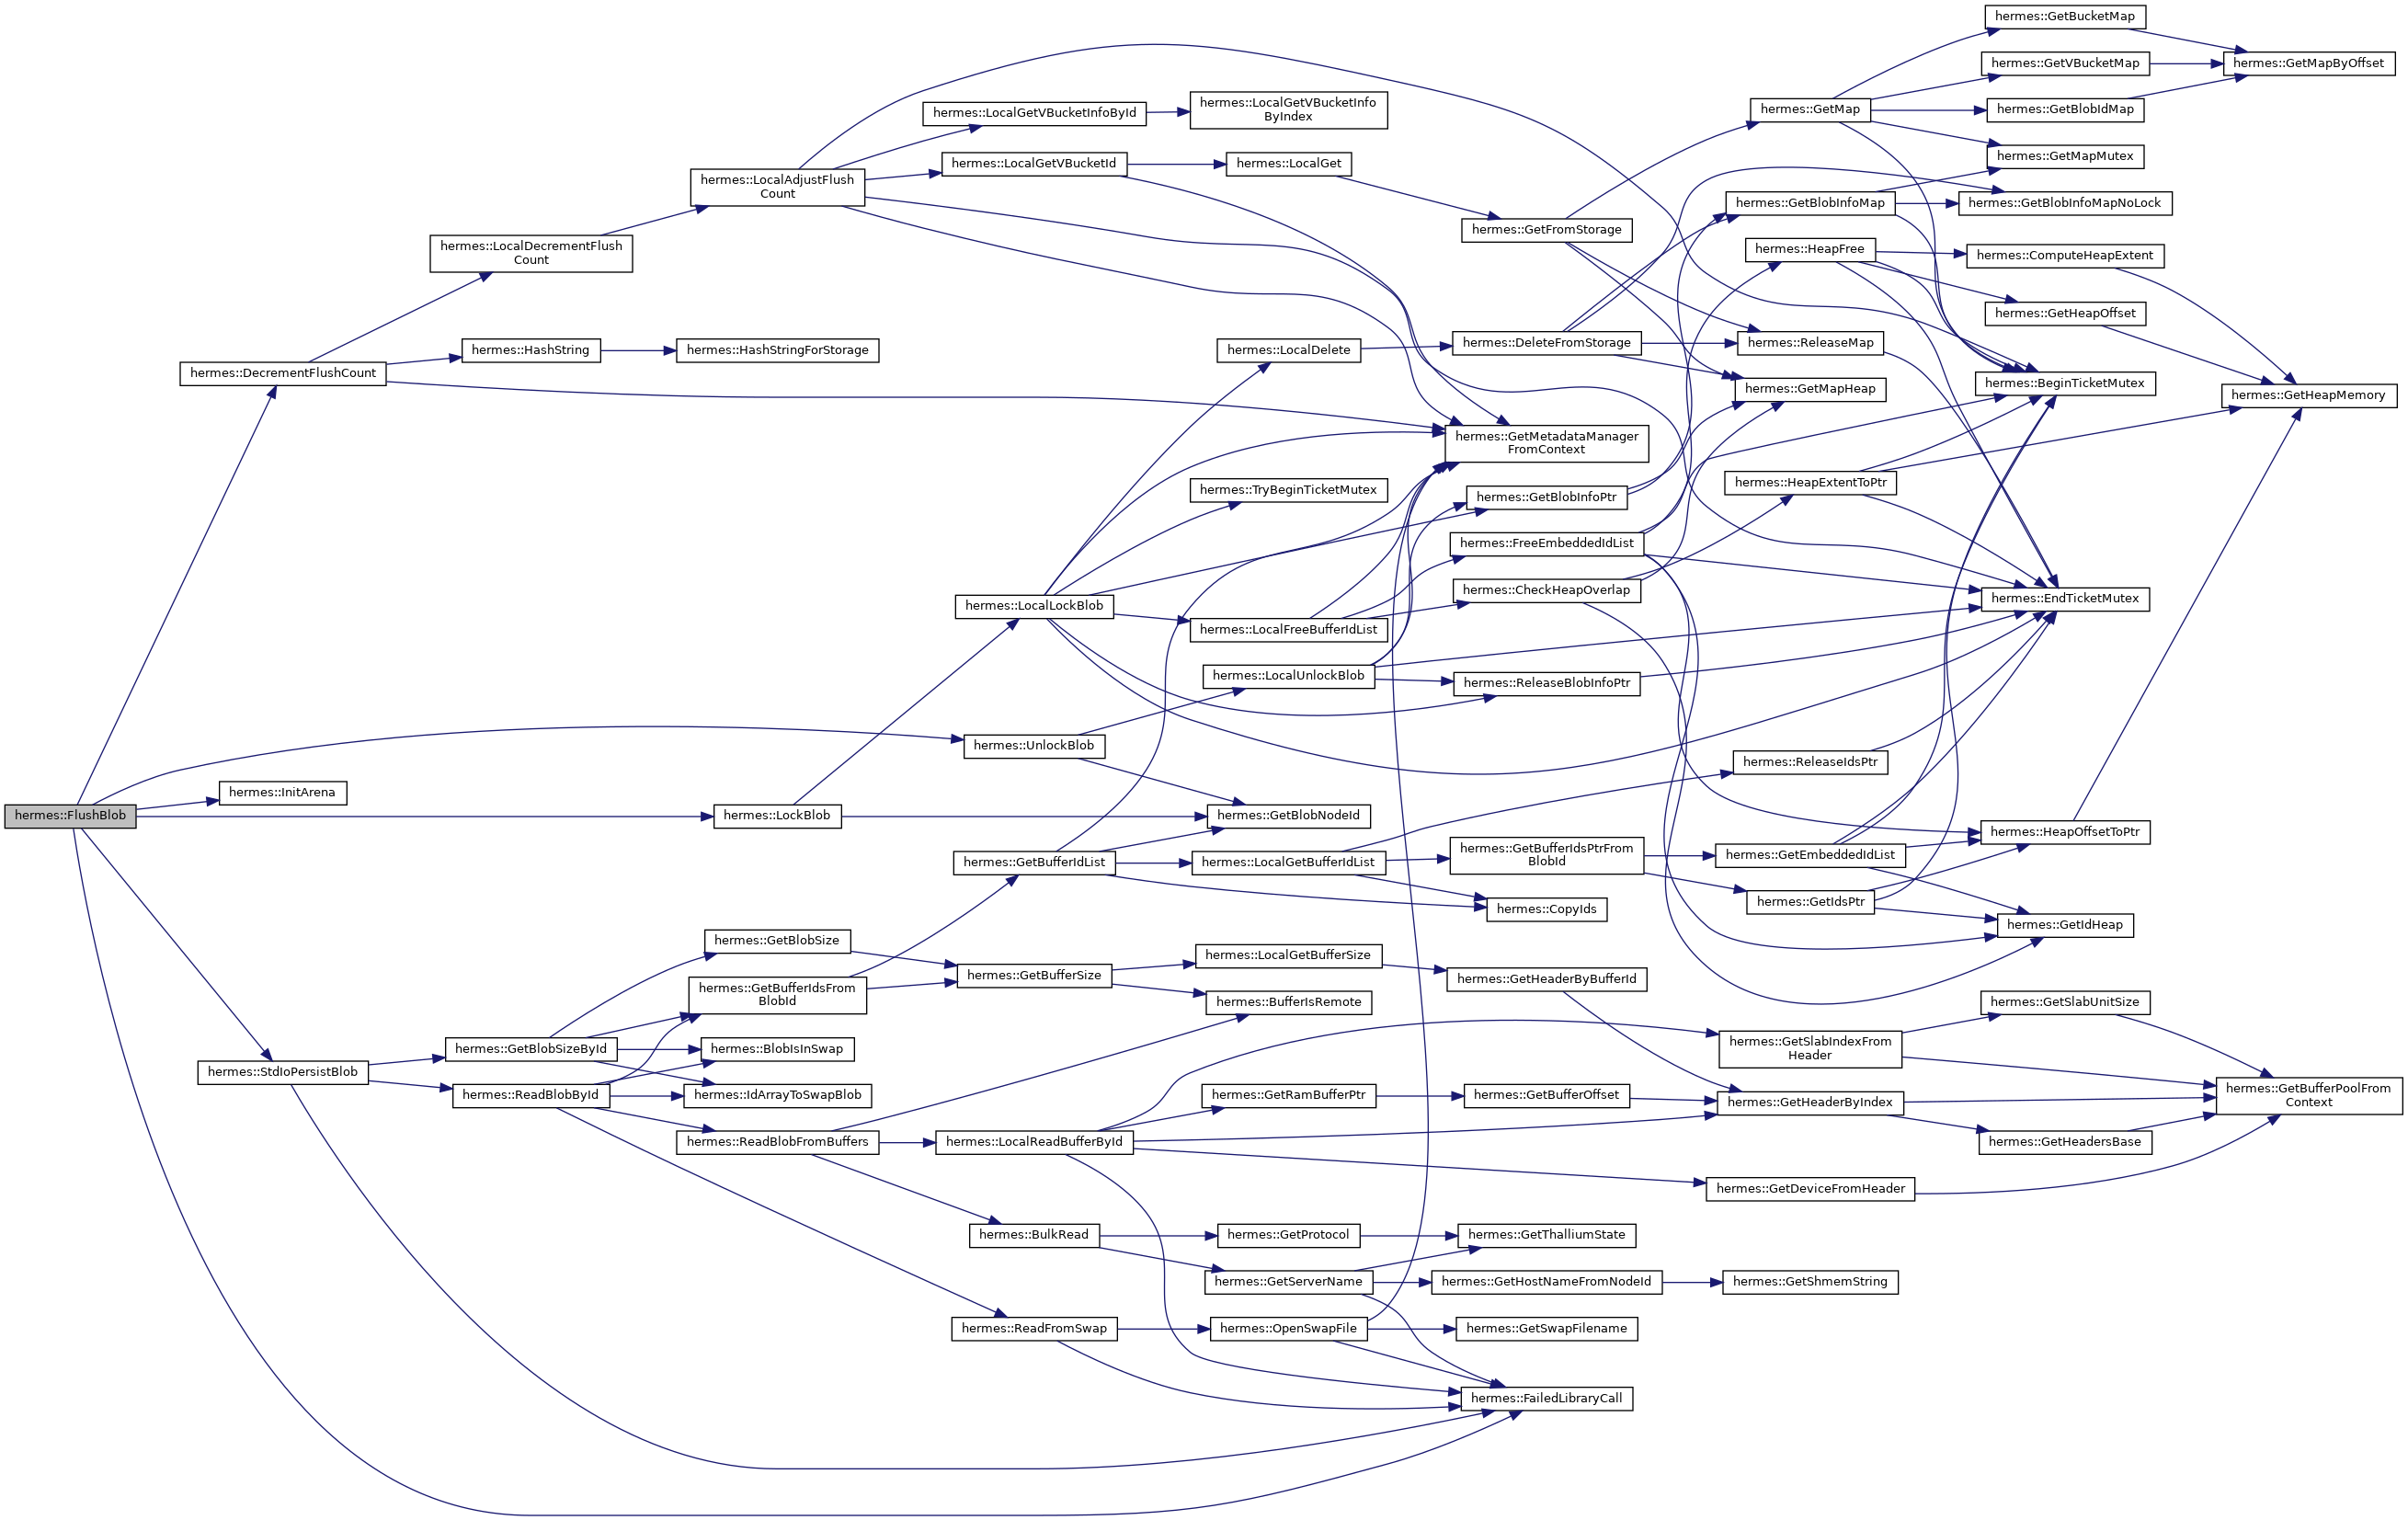 hermes::FlushBlob
hermes::DecrementFlushCount
hermes::InitArena
hermes::StdIoPersistBlob
hermes::LocalDecrementFlush
Count
hermes::HashString
hermes::GetBlobSizeById
hermes::ReadBlobById
hermes::LocalAdjustFlush
Count
hermes::HashStringForStorage
hermes::LockBlob
hermes::GetBlobSize
hermes::GetBufferIdsFrom
BlobId
hermes::BlobIsInSwap
hermes::IdArrayToSwapBlob
hermes::ReadBlobFromBuffers
hermes::LocalGetVBucketInfoById
hermes::LocalGetVBucketId
hermes::LocalLockBlob
hermes::UnlockBlob
hermes::GetBufferIdList
hermes::GetBufferSize
hermes::LocalReadBufferById
hermes::BulkRead
hermes::ReadFromSwap
hermes::LocalGetVBucketInfo
ByIndex
hermes::LocalGet
hermes::LocalDelete
hermes::TryBeginTicketMutex
hermes::LocalFreeBufferIdList
hermes::LocalUnlockBlob
hermes::GetBlobNodeId
hermes::LocalGetBufferIdList
hermes::LocalGetBufferSize
hermes::BufferIsRemote
hermes::GetRamBufferPtr
hermes::GetProtocol
hermes::GetServerName
hermes::OpenSwapFile
hermes::GetFromStorage
hermes::DeleteFromStorage
hermes::GetMetadataManager
FromContext
hermes::GetBlobInfoPtr
hermes::FreeEmbeddedIdList
hermes::CheckHeapOverlap
hermes::ReleaseBlobInfoPtr
hermes::GetBufferIdsPtrFrom
BlobId
hermes::CopyIds
hermes::GetHeaderByBufferId
hermes::GetBufferOffset
hermes::GetThalliumState
hermes::GetHostNameFromNodeId
hermes::GetSwapFilename
hermes::FailedLibraryCall
hermes::GetMap
hermes::GetBlobInfoMap
hermes::HeapFree
hermes::ReleaseMap
hermes::GetMapHeap
hermes::HeapExtentToPtr
hermes::ReleaseIdsPtr
hermes::GetEmbeddedIdList
hermes::GetIdsPtr
hermes::GetSlabIndexFrom
Header
hermes::GetHeaderByIndex
hermes::GetDeviceFromHeader
hermes::GetShmemString
hermes::GetBucketMap
hermes::GetVBucketMap
hermes::GetBlobIdMap
hermes::GetMapMutex
hermes::GetBlobInfoMapNoLock
hermes::ComputeHeapExtent
hermes::GetHeapOffset
hermes::BeginTicketMutex
hermes::EndTicketMutex
hermes::HeapOffsetToPtr
hermes::GetIdHeap
hermes::GetSlabUnitSize
hermes::GetHeadersBase
hermes::GetMapByOffset
hermes::GetHeapMemory
hermes::GetBufferPoolFrom
Context